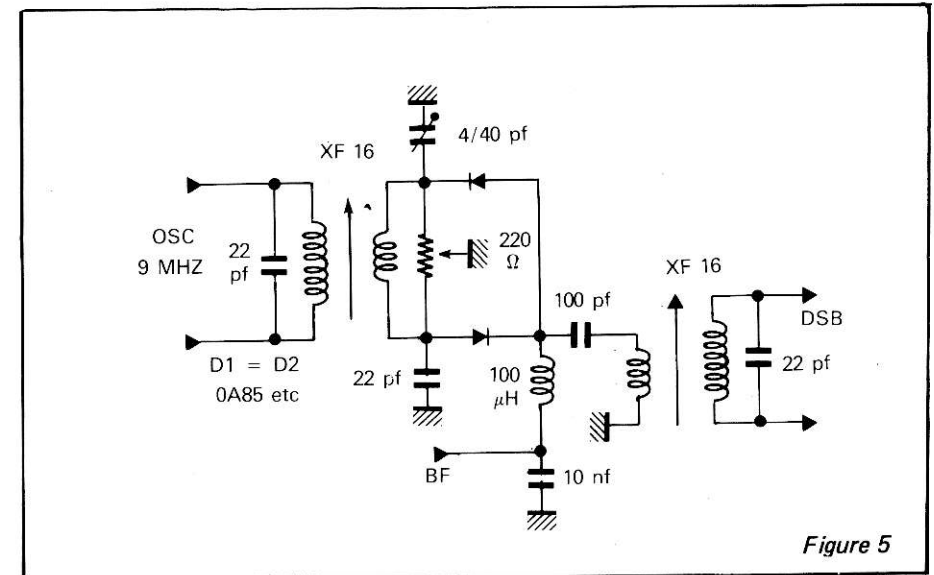 4/40 pf
XF 16
OSC
9 MHZ
22
pf
220
Ω
XF 16
100 pf
DSB
D1 = D2
0A85 etc
22 pf
100
μH
22 pf
BF
10 nf
Figure 5